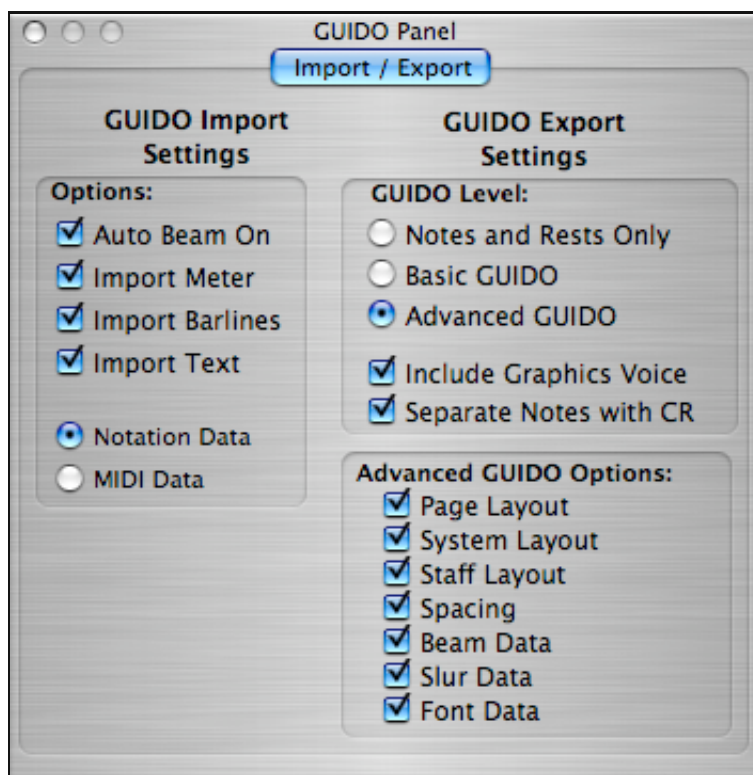 GUIDO Panel
Import / Export
GUIDO Import
Settings
Options:
Auto Beam On
Import Meter
Import Barlines
Import Text
Notation Data
MIDI Data
GUIDO Export
Settings
GUIDO Level:
Notes and Rests Only
Basic GUIDO
Advanced GUIDO
Include Graphics Voice
Separate Notes with CR
Advanced GUIDO Options:
Page Layout
System Layout
Staff Layout
Spacing
Beam Data
Slur Data
Font Data